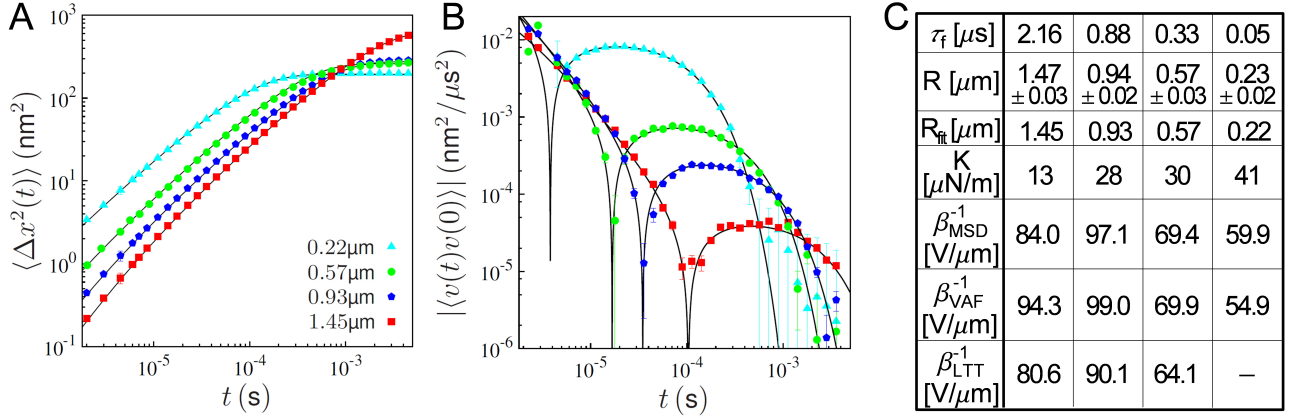 A
10^3
10^2
10^1
10^0
10^-1
⟨Δx²(t)⟩ (nm²)
0.22μm
0.57μm
0.93μm
1.45μm
10^-5
10^-4
10^-3
t (s)
B
10^-2
10^-3
10^-4
10^-5
10^-6
|⟨v(t)v(0)⟩| (nm²/μs²)
10^-5
10^-4
10^-3
t (s)
C
τ_f [μs] 2.16 0.88 0.33 0.05
R [μm] 1.47 ± 0.03 0.94 ± 0.02 0.57 ± 0.03 0.23 ± 0.02
R_fit [μm] 1.45 0.93 0.57 0.22
K [μN/m] 13 28 30 41
β_MSD^-1 [V/μm] 84.0 97.1 69.4 59.9
β_VAF^-1 [V/μm] 94.3 99.0 69.9 54.9
β_LTT^-1 [V/μm] 80.6 90.1 64.1 –